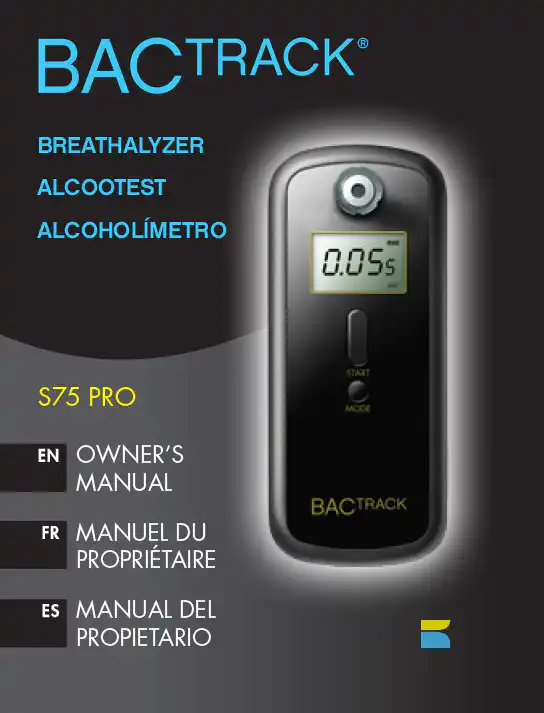 BACTRACK®
BREATHALYZER
ALCOOTEST
ALCOHOLÍMETRO
0.055
START
MODE
BACTRACK
S75 PRO
EN OWNER'S
MANUAL
FR MANUEL DU
PROPRIÉTAIRE
ES MANUAL DEL
PROPIETARIO